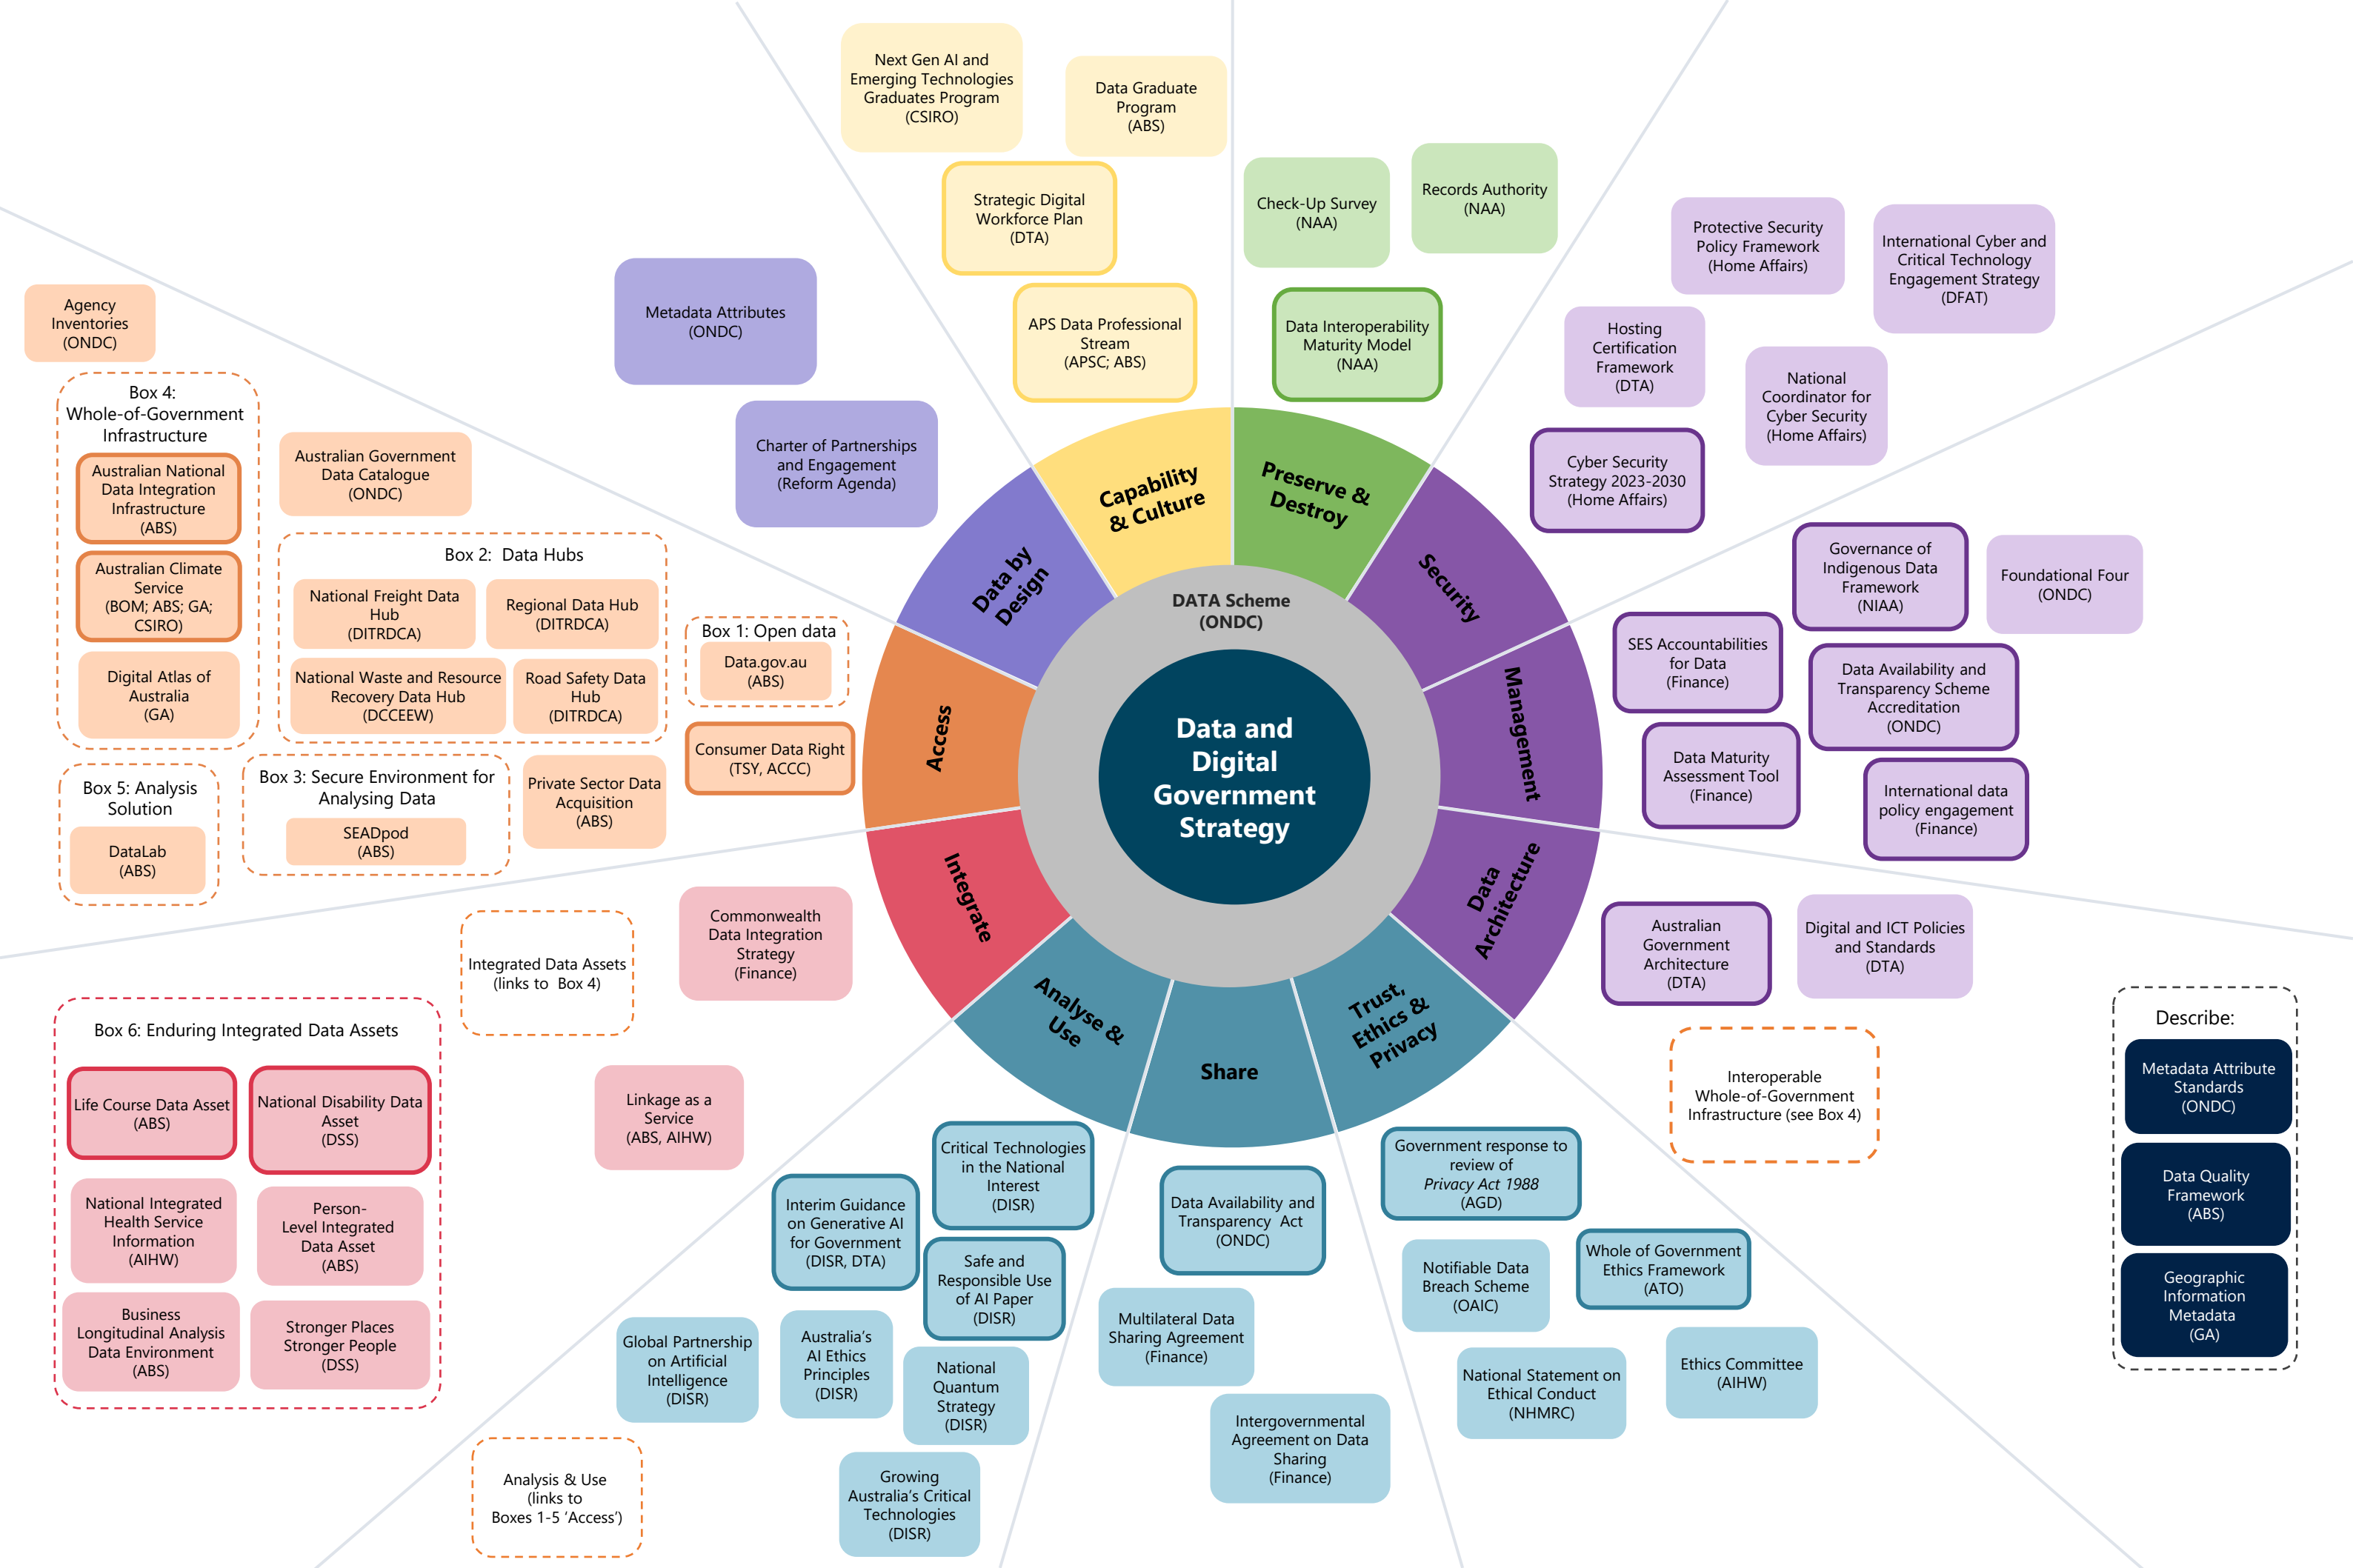 Next Gen AI and
Emerging Technologies
Graduates Program
(CSIRO)
Data Graduate
Program
(ABS)
Strategic Digital
Workforce Plan
(DTA)
APS Data Professional
Stream
(APSC; ABS)
Check-Up Survey
(NAA)
Records Authority
(NAA)
Data Interoperability
Maturity Model
(NAA)
Protective Security
Policy Framework
(Home Affairs)
International Cyber and
Critical Technology
Engagement Strategy
(DFAT)
Hosting
Certification
Framework
(DTA)
National
Coordinator for
Cyber Security
(Home Affairs)
Cyber Security
Strategy 2023-2030
(Home Affairs)
Metadata Attributes
(ONDC)
Charter of Partnerships
and Engagement
(Reform Agenda)
Agency
Inventories
(ONDC)
Box 4:
Whole-of-Government
Infrastructure
Australian National
Data Integration
Infrastructure
(ABS)
Australian Climate
Service
(BOM; ABS; GA;
CSIRO)
Digital Atlas of
Australia
(GA)
Australian Government
Data Catalogue
(ONDC)
Box 2:  Data Hubs
National Freight Data
Hub
(DITRDCA)
Regional Data Hub
(DITRDCA)
National Waste and Resource
Recovery Data Hub
(DCCEEW)
Road Safety Data
Hub
(DITRDCA)
Box 1: Open data
Data.gov.au
(ABS)
Consumer Data Right
(TSY, ACCC)
Box 5: Analysis
Solution
DataLab
(ABS)
Box 3: Secure Environment for
Analysing Data
SEADpod
(ABS)
Private Sector Data
Acquisition
(ABS)
Capability
& Culture
Preserve &
Destroy
Data by
Design
Security
Access
Management
Integrate
Data
Architecture
Analyse &
Use
Share
Trust,
Ethics &
Privacy
DATA Scheme
(ONDC)
Data and
Digital
Government
Strategy
Governance of
Indigenous Data
Framework
(NIAA)
Foundational Four
(ONDC)
SES Accountabilities
for Data
(Finance)
Data Availability and
Transparency Scheme
Accreditation
(ONDC)
Data Maturity
Assessment Tool
(Finance)
International data
policy engagement
(Finance)
Australian
Government
Architecture
(DTA)
Digital and ICT Policies
and Standards
(DTA)
Interoperable
Whole-of-Government
Infrastructure (see Box 4)
Describe:
Metadata Attribute
Standards
(ONDC)
Data Quality
Framework
(ABS)
Geographic
Information
Metadata
(GA)
Commonwealth
Data Integration
Strategy
(Finance)
Integrated Data Assets
(links to  Box 4)
Linkage as a
Service
(ABS, AIHW)
Box 6: Enduring Integrated Data Assets
Life Course Data Asset
(ABS)
National Disability Data
Asset
(DSS)
National Integrated
Health Service
Information
(AIHW)
Person-
Level Integrated
Data Asset
(ABS)
Business
Longitudinal Analysis
Data Environment
(ABS)
Stronger Places
Stronger People
(DSS)
Critical Technologies
in the National
Interest
(DISR)
Interim Guidance
on Generative AI
for Government
(DISR, DTA)
Safe and
Responsible Use
of AI Paper
(DISR)
Global Partnership
on Artificial
Intelligence
(DISR)
Australia's
AI Ethics
Principles
(DISR)
National
Quantum
Strategy
(DISR)
Growing
Australia's Critical
Technologies
(DISR)
Analysis & Use
(links to
Boxes 1-5 'Access')
Data Availability and
Transparency  Act
(ONDC)
Multilateral Data
Sharing Agreement
(Finance)
Intergovernmental
Agreement on Data
Sharing
(Finance)
Government response to
review of
Privacy Act 1988
(AGD)
Notifiable Data
Breach Scheme
(OAIC)
Whole of Government
Ethics Framework
(ATO)
National Statement on
Ethical Conduct
(NHMRC)
Ethics Committee
(AIHW)